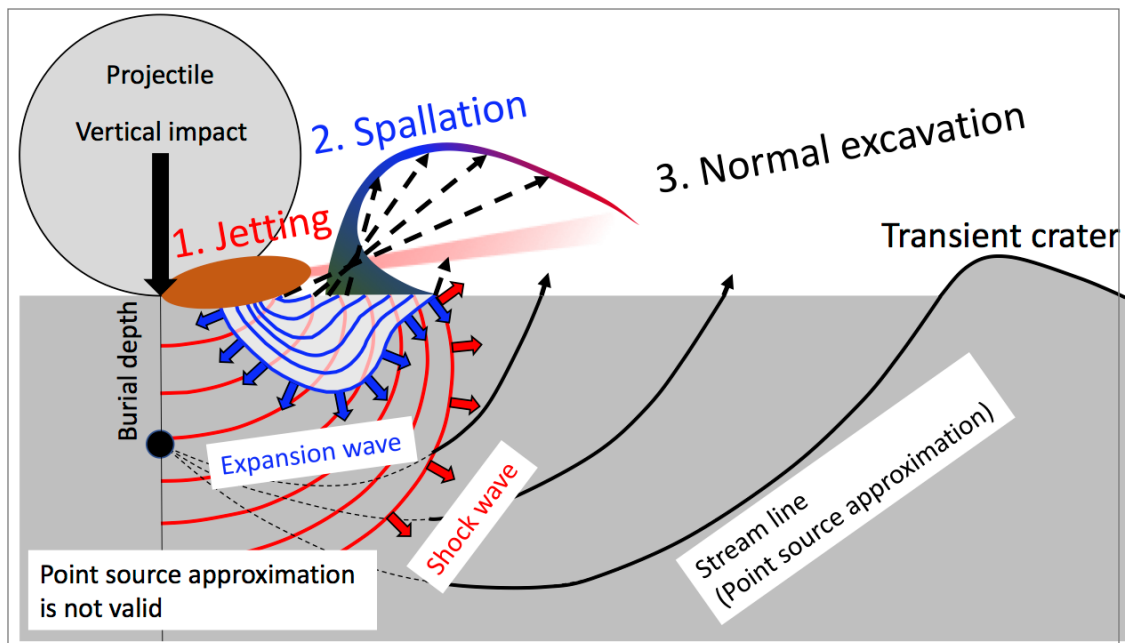 Projectile
Vertical impact
2. Spallation
1. Jetting
3. Normal excavation
Transient crater
Burial depth
Expansion wave
Shock wave
Stream line
(Point source approximation)
Point source approximation
is not valid